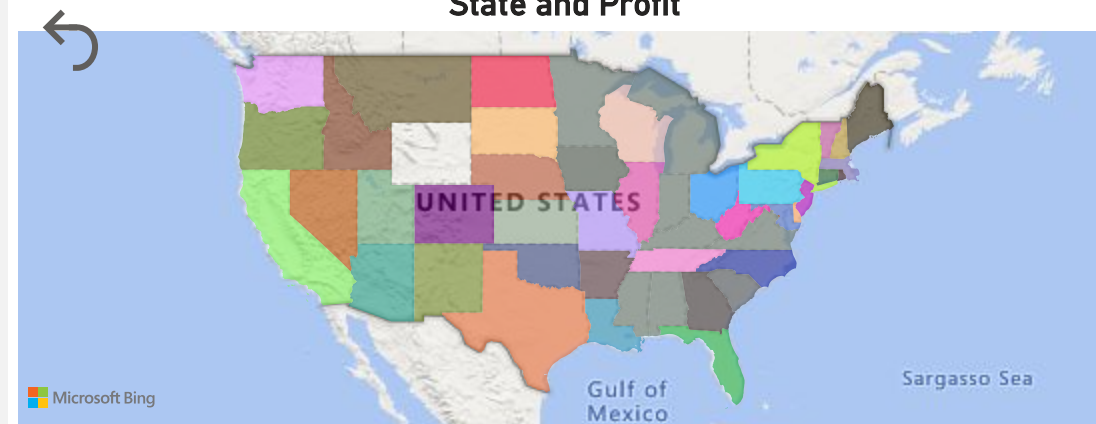 State and Profit
UNITED STATES
Gulf of
Mexico
Sargasso Sea
Microsoft Bing